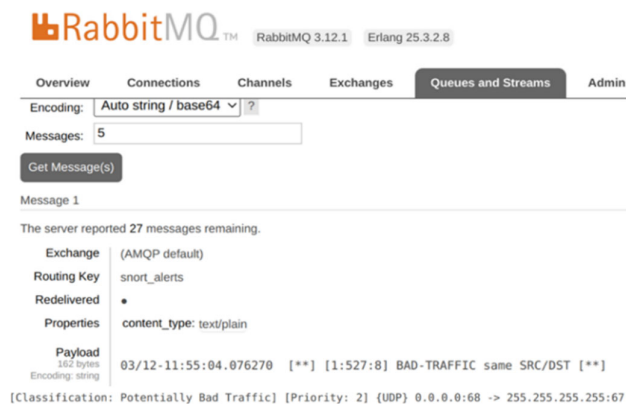 RabbitMQ TM RabbitMQ 3.12.1 Erlang 25.3.2.8
Overview Connections Channels Exchanges Queues and Streams Admin
Encoding: Auto string / base64 ?
Messages: 5
Get Message(s)
Message 1
The server reported 27 messages remaining.
Exchange (AMQP default)
Routing Key snort_alerts
Redelivered ●
Properties content_type: text/plain
Payload
162 bytes
Encoding: string
03/12-11:55:04.076270 [**] [1:527:8] BAD-TRAFFIC same SRC/DST [**]
[Classification: Potentially Bad Traffic] [Priority: 2] {UDP} 0.0.0.0:68 -> 255.255.255.255:67